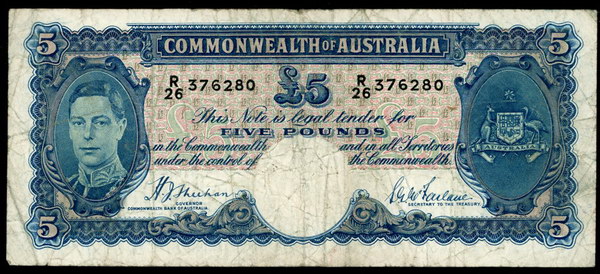 5 COMMONWEALTH OF AUSTRALIA 5
R/26 376280 £5 R/26 376280
This Note is legal tender for
FIVE POUNDS
in the Commonwealth and in all Territories
under the control of the Commonwealth.
AUSTRALIA
H.J. Sheehan S.G. McFarlane
GOVERNOR SECRETARY TO THE TREASURY.
COMMONWEALTH BANK OF AUSTRALIA
5 5